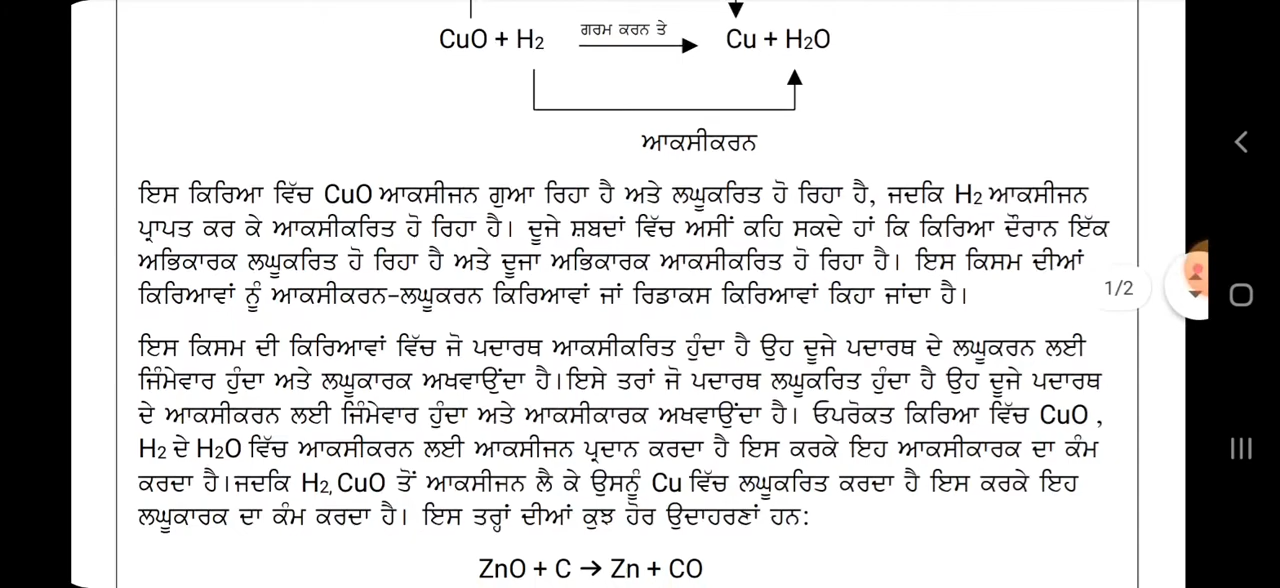 CuO + H2 ਗਰਮ ਕਰਨ ਤੇ Cu + H2O
ਆਕਸੀਕਰਨ
ਇਸ ਕਿਰਿਆ ਵਿੱਚ CuO ਆਕਸੀਜਨ ਗੁਆ ਰਿਹਾ ਹੈ ਅਤੇ ਲਘੂਕਰਿਤ ਹੋ ਰਿਹਾ ਹੈ, ਜਦਕਿ H2 ਆਕਸੀਜਨ
ਪ੍ਰਾਪਤ ਕਰ ਕੇ ਆਕਸੀਕਰਿਤ ਹੋ ਰਿਹਾ ਹੈ। ਦੂਜੇ ਸ਼ਬਦਾਂ ਵਿੱਚ ਅਸੀਂ ਕਹਿ ਸਕਦੇ ਹਾਂ ਕਿ ਕਿਰਿਆ ਦੌਰਾਨ ਇੱਕ
ਅਭਿਕਾਰਕ ਲਘੂਕਰਿਤ ਹੋ ਰਿਹਾ ਹੈ ਅਤੇ ਦੂਜਾ ਅਭਿਕਾਰਕ ਆਕਸੀਕਰਿਤ ਹੋ ਰਿਹਾ ਹੈ। ਇਸ ਕਿਸਮ ਦੀਆਂ
ਕਿਰਿਆਵਾਂ ਨੂੰ ਆਕਸੀਕਰਨ-ਲਘੂਕਰਨ ਕਿਰਿਆਵਾਂ ਜਾਂ ਰਿਡਾਕਸ ਕਿਰਿਆਵਾਂ ਕਿਹਾ ਜਾਂਦਾ ਹੈ।
1/2
ਇਸ ਕਿਸਮ ਦੀ ਕਿਰਿਆਵਾਂ ਵਿੱਚ ਜੋ ਪਦਾਰਥ ਆਕਸੀਕਰਿਤ ਹੁੰਦਾ ਹੈ ਉਹ ਦੂਜੇ ਪਦਾਰਥ ਦੇ ਲਘੂਕਰਨ ਲਈ
ਜਿੰਮੇਵਾਰ ਹੁੰਦਾ ਅਤੇ ਲਘੂਕਾਰਕ ਅਖਵਾਉਂਦਾ ਹੈ।ਇਸੇ ਤਰਾਂ ਜੋ ਪਦਾਰਥ ਲਘੂਕਰਿਤ ਹੁੰਦਾ ਹੈ ਉਹ ਦੂਜੇ ਪਦਾਰਥ
ਦੇ ਆਕਸੀਕਰਨ ਲਈ ਜਿੰਮੇਵਾਰ ਹੁੰਦਾ ਅਤੇ ਆਕਸੀਕਾਰਕ ਅਖਵਾਉਂਦਾ ਹੈ। ਓਪਰੋਕਤ ਕਿਰਿਆ ਵਿੱਚ CuO ,
H2 ਦੇ H2O ਵਿੱਚ ਆਕਸੀਕਰਨ ਲਈ ਆਕਸੀਜਨ ਪ੍ਰਦਾਨ ਕਰਦਾ ਹੈ ਇਸ ਕਰਕੇ ਇਹ ਆਕਸੀਕਾਰਕ ਦਾ ਕੰਮ
ਕਰਦਾ ਹੈ।ਜਦਕਿ H2, CuO ਤੋਂ ਆਕਸੀਜਨ ਲੈ ਕੇ ਉਸਨੂੰ Cu ਵਿੱਚ ਲਘੂਕਰਿਤ ਕਰਦਾ ਹੈ ਇਸ ਕਰਕੇ ਇਹ
ਲਘੂਕਾਰਕ ਦਾ ਕੰਮ ਕਰਦਾ ਹੈ। ਇਸ ਤਰ੍ਹਾਂ ਦੀਆਂ ਕੁਝ ਹੋਰ ਉਦਾਹਰਣਾਂ ਹਨ:
ZnO + C → Zn + CO